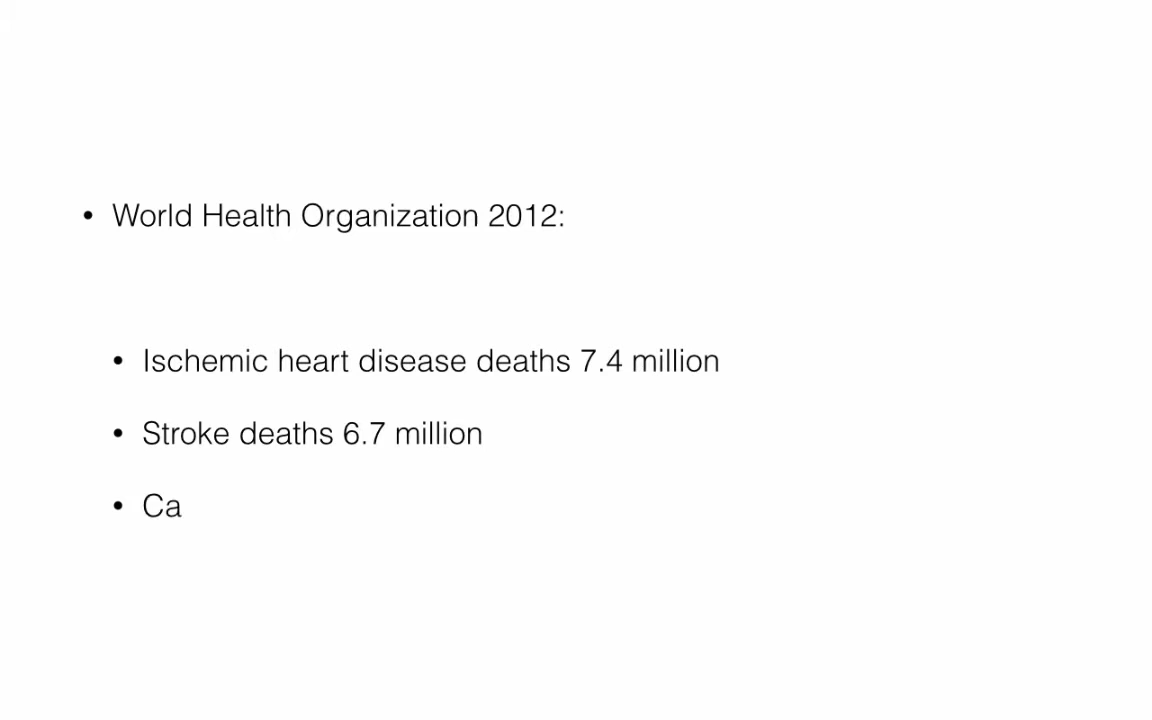 • World Health Organization 2012:
• Ischemic heart disease deaths 7.4 million
• Stroke deaths 6.7 million
• Ca